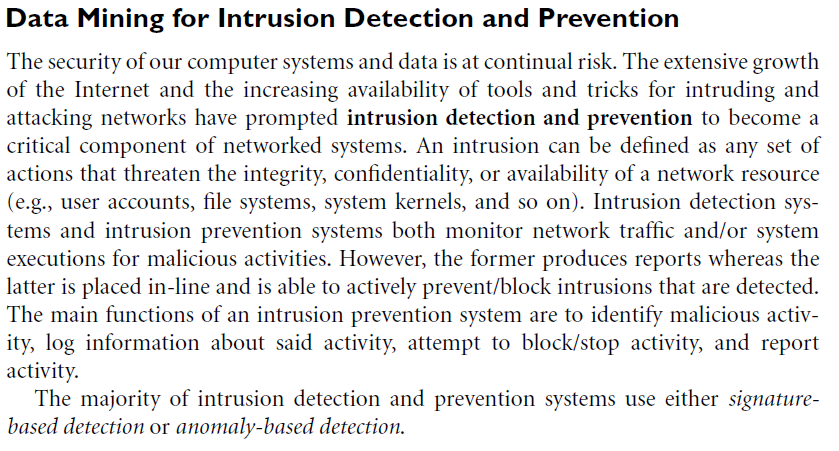 Data Mining for Intrusion Detection and Prevention
The security of our computer systems and data is at continual risk. The extensive growth
of the Internet and the increasing availability of tools and tricks for intruding and
attacking networks have prompted intrusion detection and prevention to become a
critical component of networked systems. An intrusion can be defined as any set of
actions that threaten the integrity, confidentiality, or availability of a network resource
(e.g., user accounts, file systems, system kernels, and so on). Intrusion detection sys-
tems and intrusion prevention systems both monitor network traffic and/or system
executions for malicious activities. However, the former produces reports whereas the
latter is placed in-line and is able to actively prevent/block intrusions that are detected.
The main functions of an intrusion prevention system are to identify malicious activ-
ity, log information about said activity, attempt to block/stop activity, and report
activity.
The majority of intrusion detection and prevention systems use either signature-
based detection or anomaly-based detection.